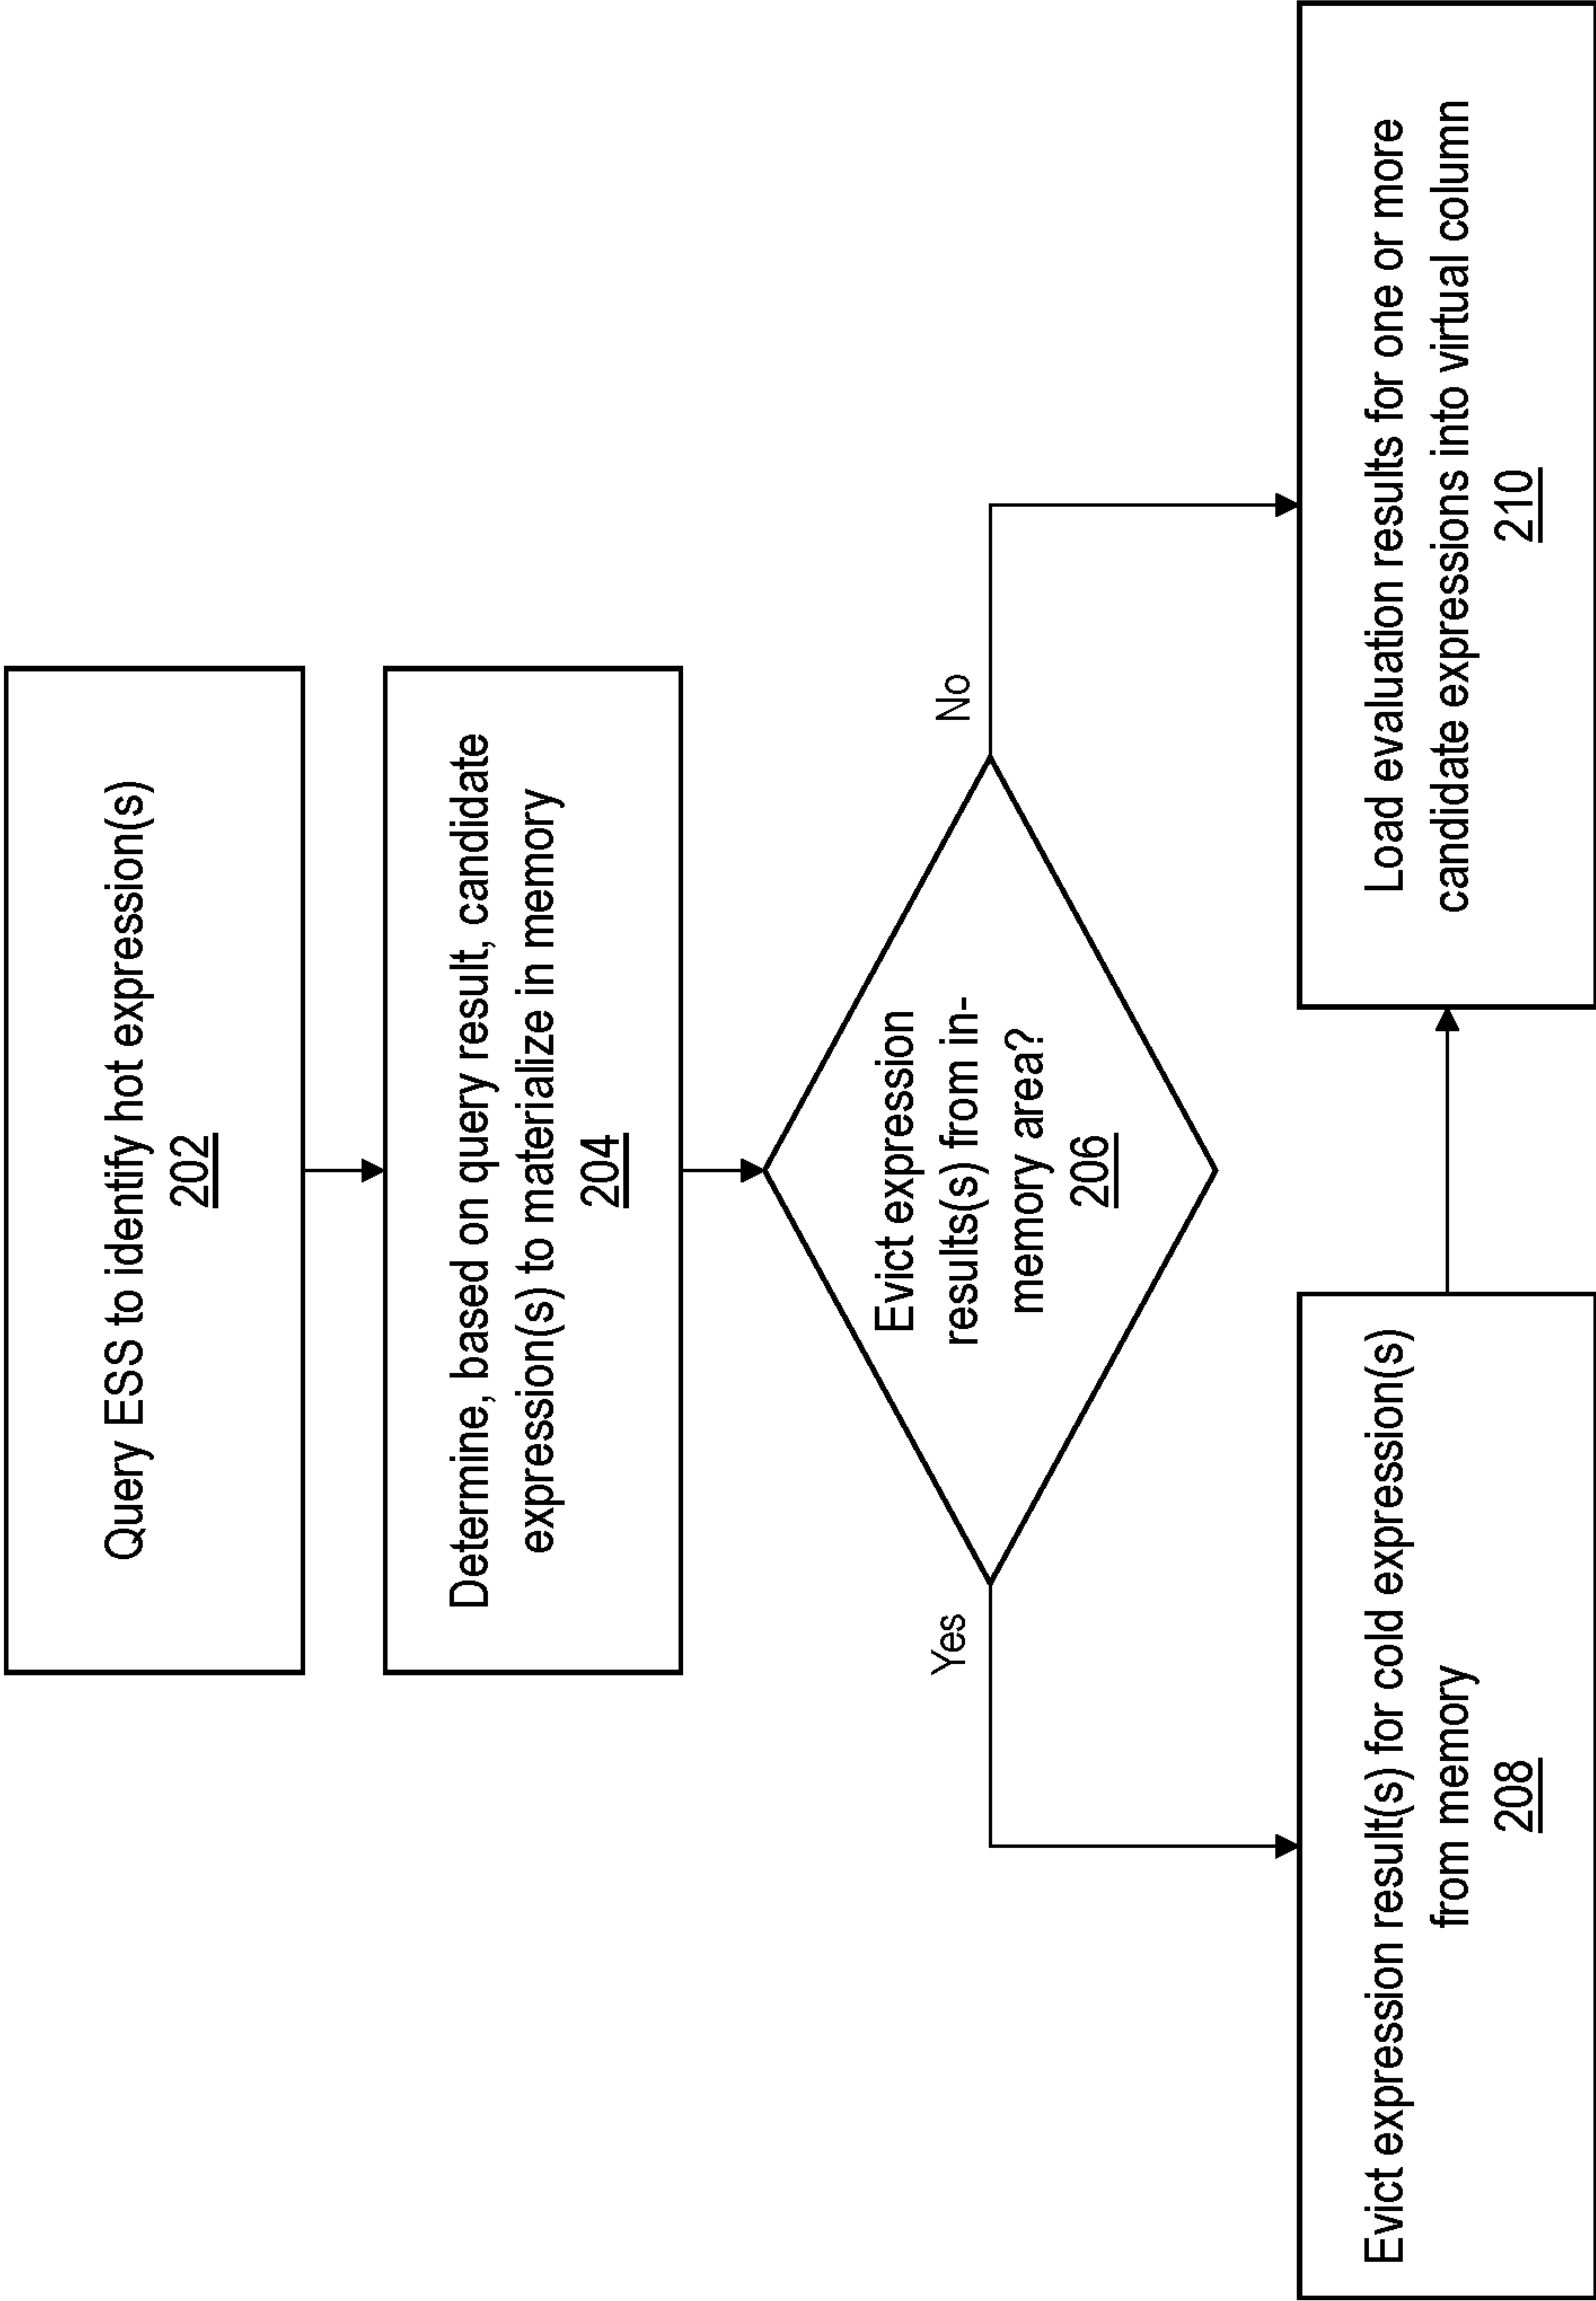 Query ESS to identify hot expression(s)
202
Determine, based on query result, candidate
expression(s) to materialize in memory
204
Evict expression
results(s) from in-
memory area?
206
Yes
No
Evict expression result(s) for cold expression(s)
from memory
208
Load evaluation results for one or more
candidate expressions into virtual column
210